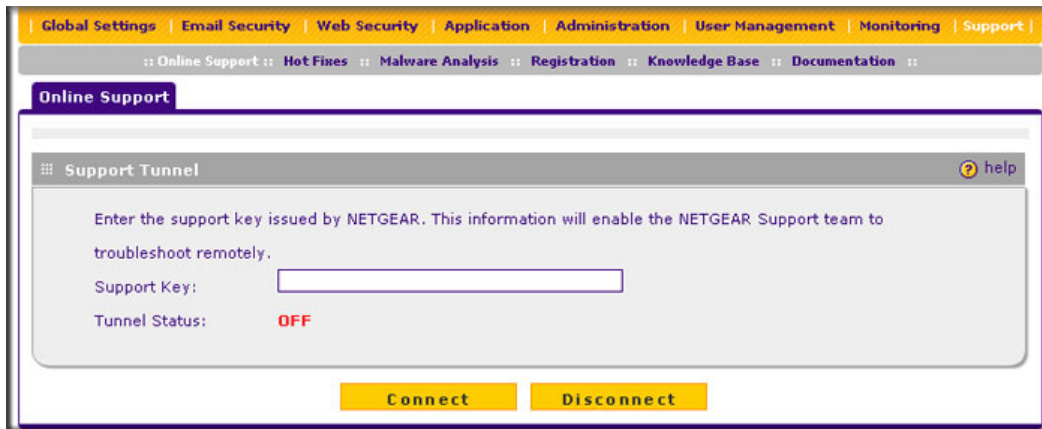 | Global Settings | Email Security | Web Security | Application | Administration | User Management | Monitoring | Support |
:: Online Support :: Hot Fixes :: Malware Analysis :: Registration :: Knowledge Base :: Documentation ::
Online Support
Support Tunnel
? help
Enter the support key issued by NETGEAR. This information will enable the NETGEAR Support team to
troubleshoot remotely.
Support Key:
Tunnel Status: OFF
Connect Disconnect